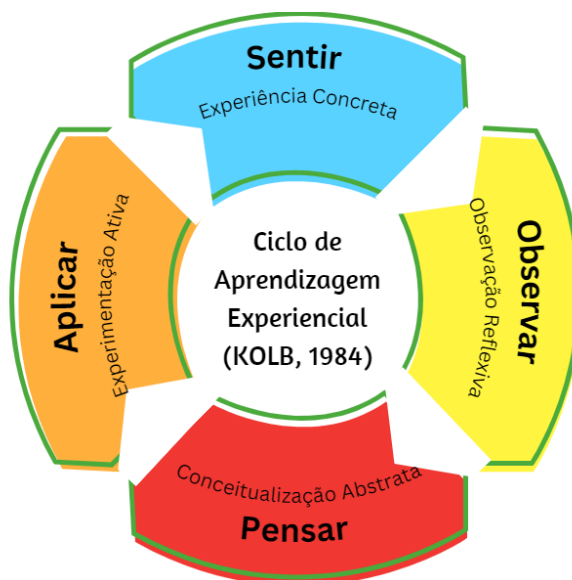 Sentir
Experiência Concreta
Observar
Observação Reflexiva
Conceitualização Abstrata
Pensar
Aplicar
Experimentação Ativa
Ciclo de
Aprendizagem
Experiencial
(KOLB, 1984)